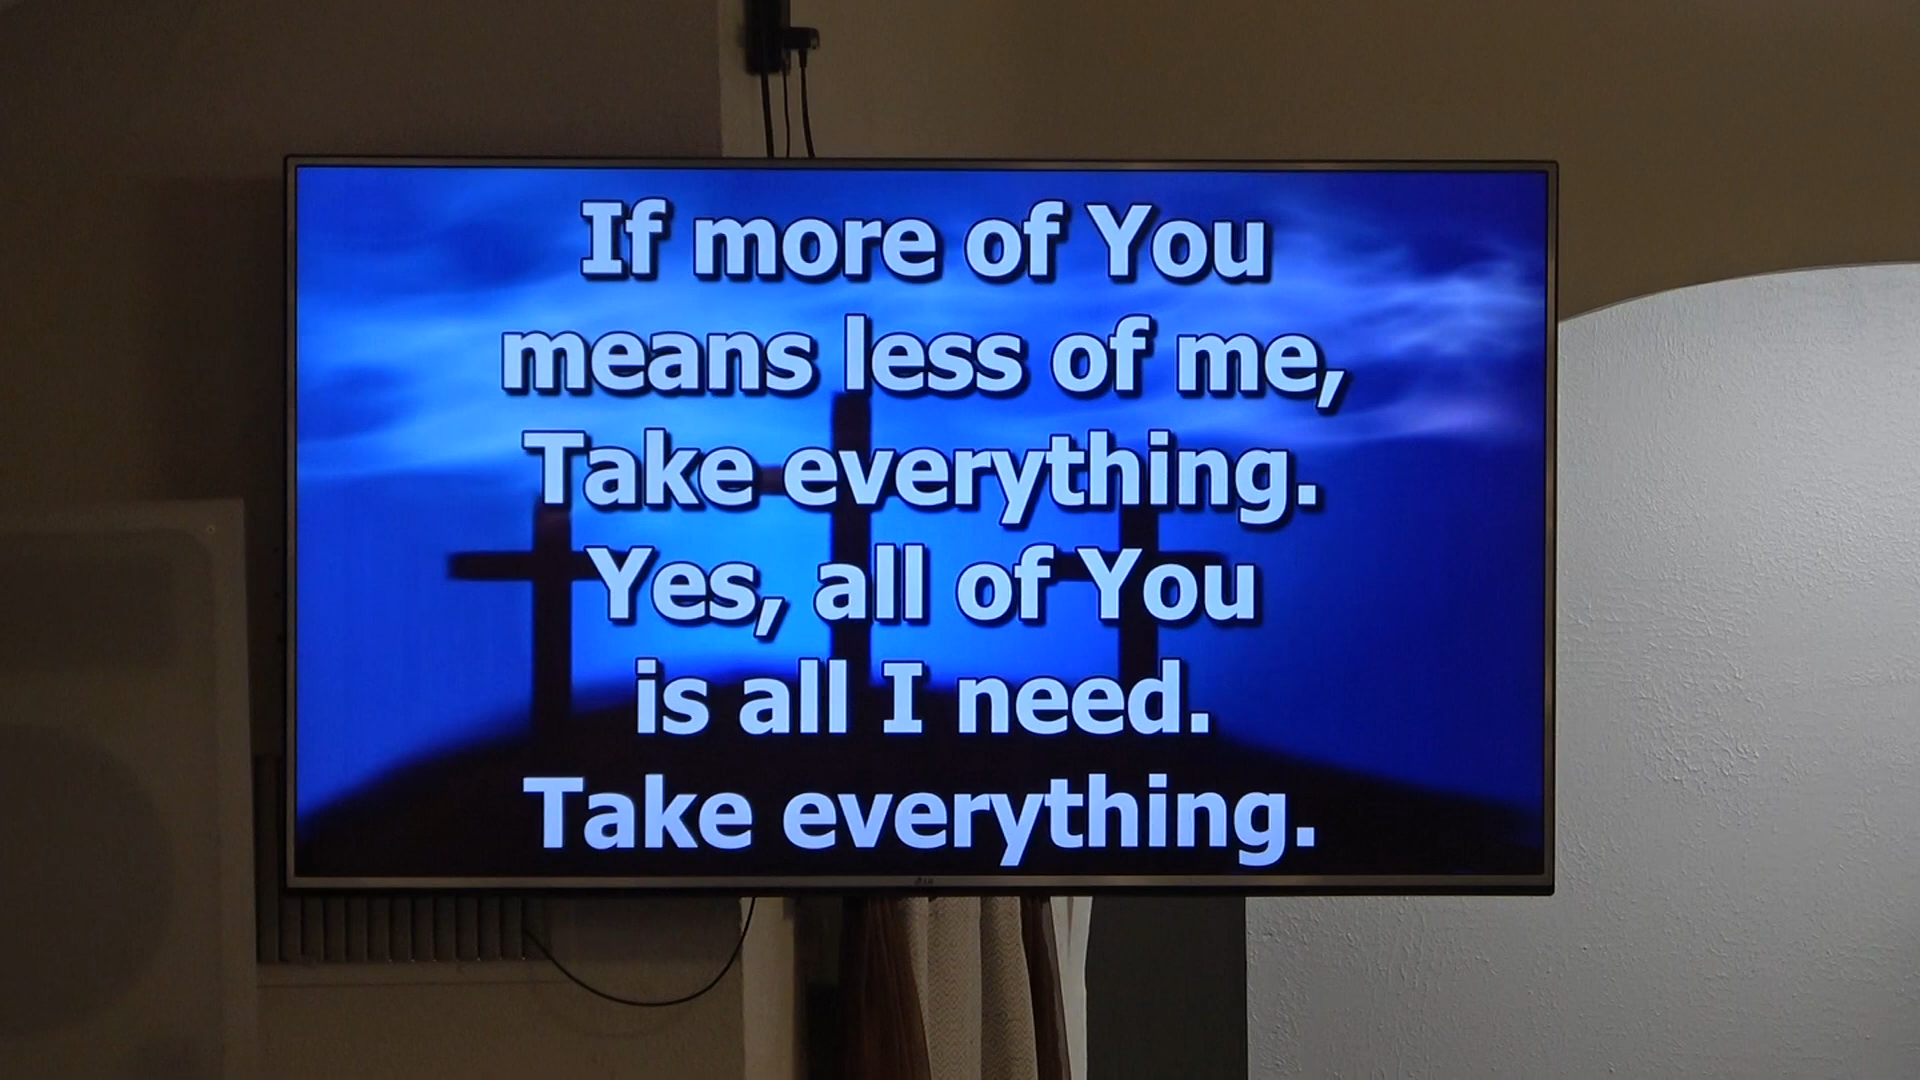 If more of You
means less of me,
Take everything.
Yes, all of You
is all I need.
Take everything.
LG